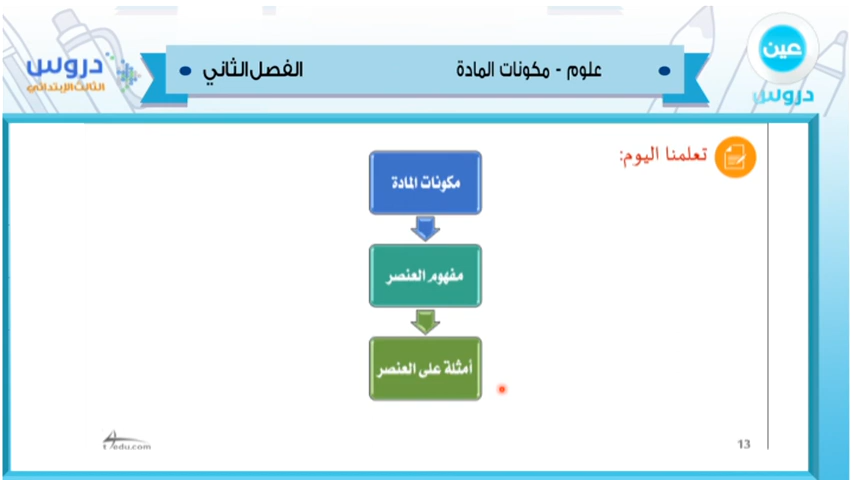 عين
دروس
علوم - مكونات المادة
الفصل الثاني
دروس
الثالث الإبتدائي
تعلمنا اليوم:
مكونات المادة
مفهوم العنصر
أمثلة على العنصر
t4edu.com
13